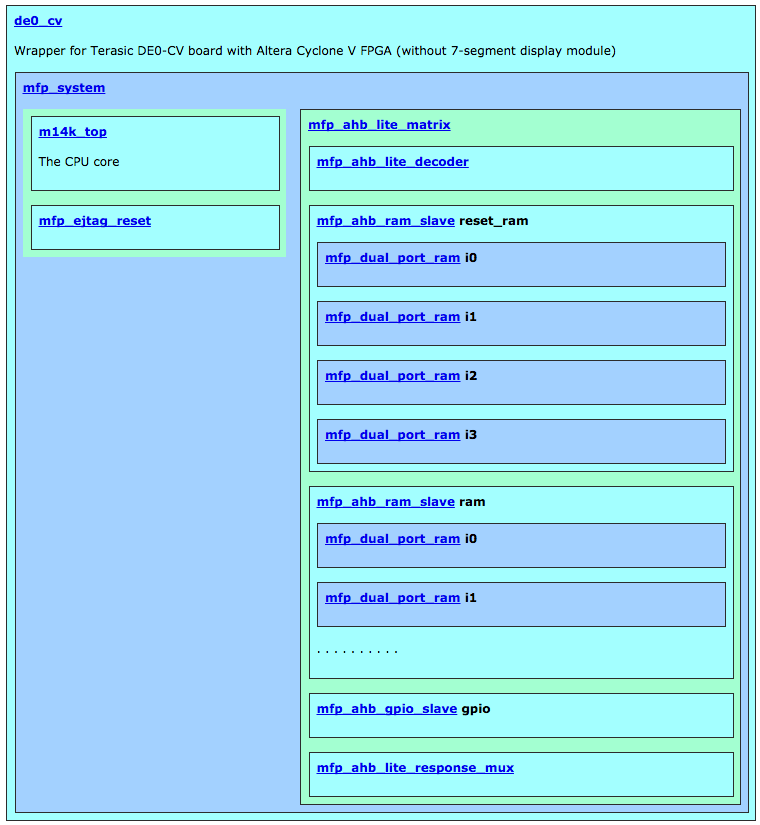 de0_cv
Wrapper for Terasic DE0-CV board with Altera Cyclone V FPGA (without 7-segment display module)
mfp_system
m14k_top
The CPU core
mfp_ejtag_reset
mfp_ahb_lite_matrix
mfp_ahb_lite_decoder
mfp_ahb_ram_slave reset_ram
mfp_dual_port_ram i0
mfp_dual_port_ram i1
mfp_dual_port_ram i2
mfp_dual_port_ram i3
mfp_ahb_ram_slave ram
mfp_dual_port_ram i0
mfp_dual_port_ram i1
. . . . . . . . . .
mfp_ahb_gpio_slave gpio
mfp_ahb_lite_response_mux